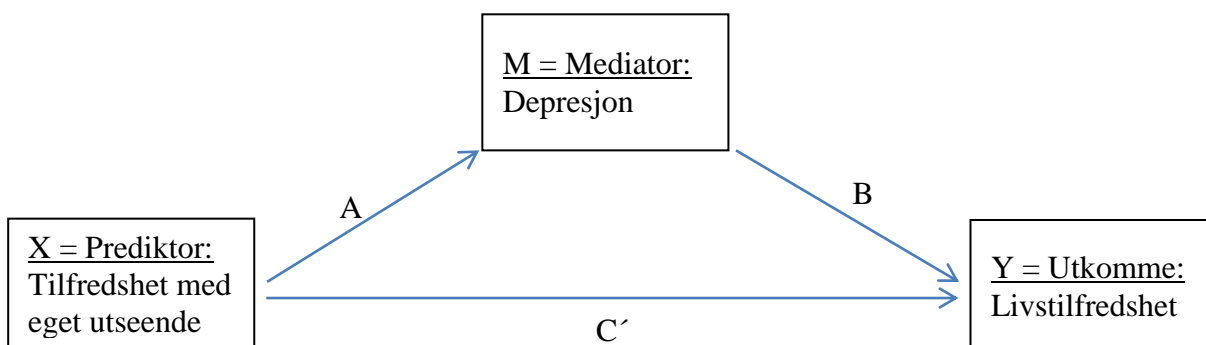 M = Mediator:
Depresjon
A
B
X = Prediktor:
Tilfredshet med
eget utseende
Y = Utkomme:
Livstilfredshet
C´